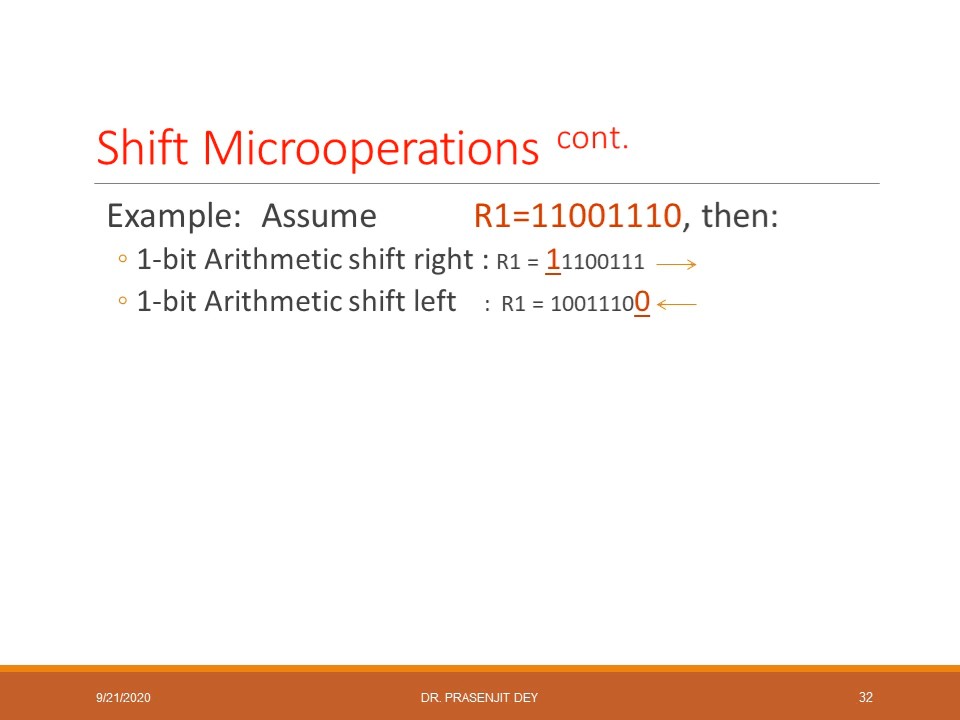 Shift Microoperations cont.
Example: Assume R1=11001110, then:
◦ 1-bit Arithmetic shift right : R1 = 11100111
◦ 1-bit Arithmetic shift left : R1 = 10011100
9/21/2020 DR. PRASENJIT DEY 32